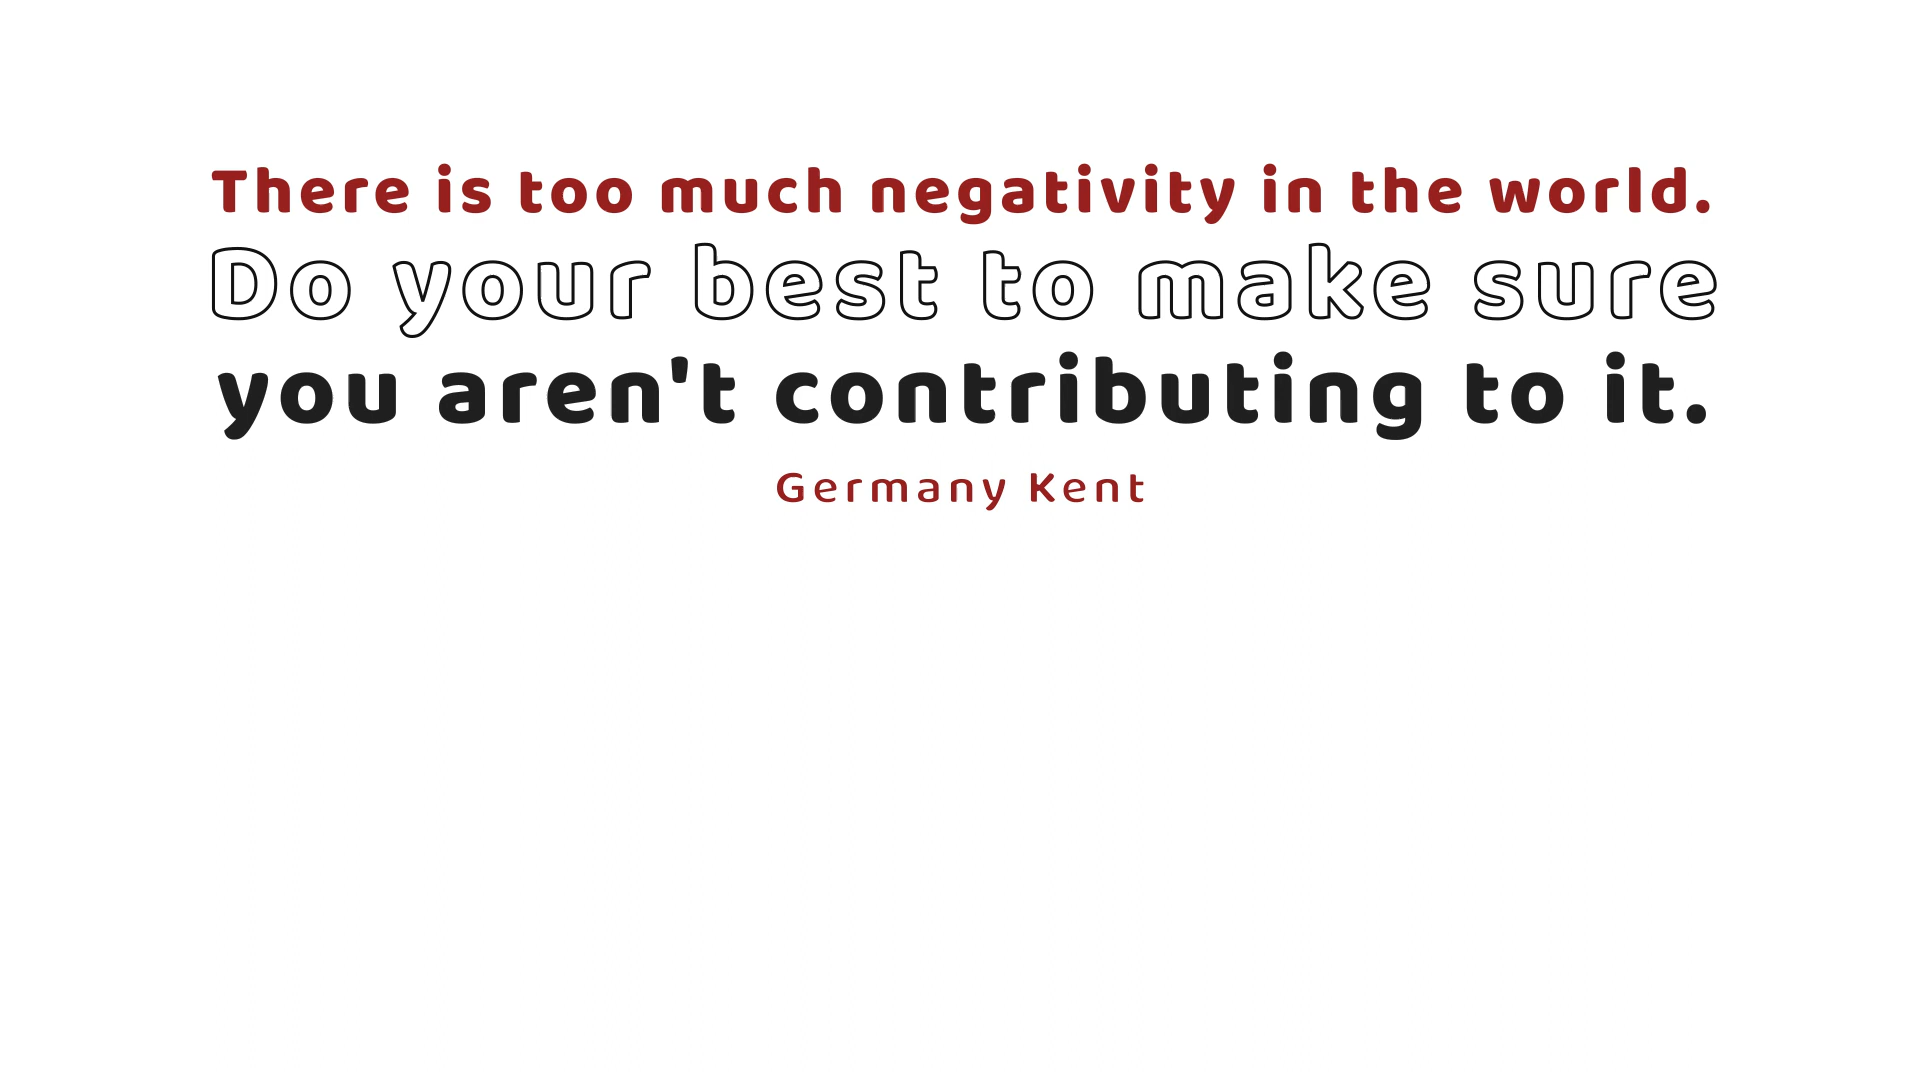 There is too much negativity in the world.
Do your best to make sure
you aren't contributing to it.
Germany Kent